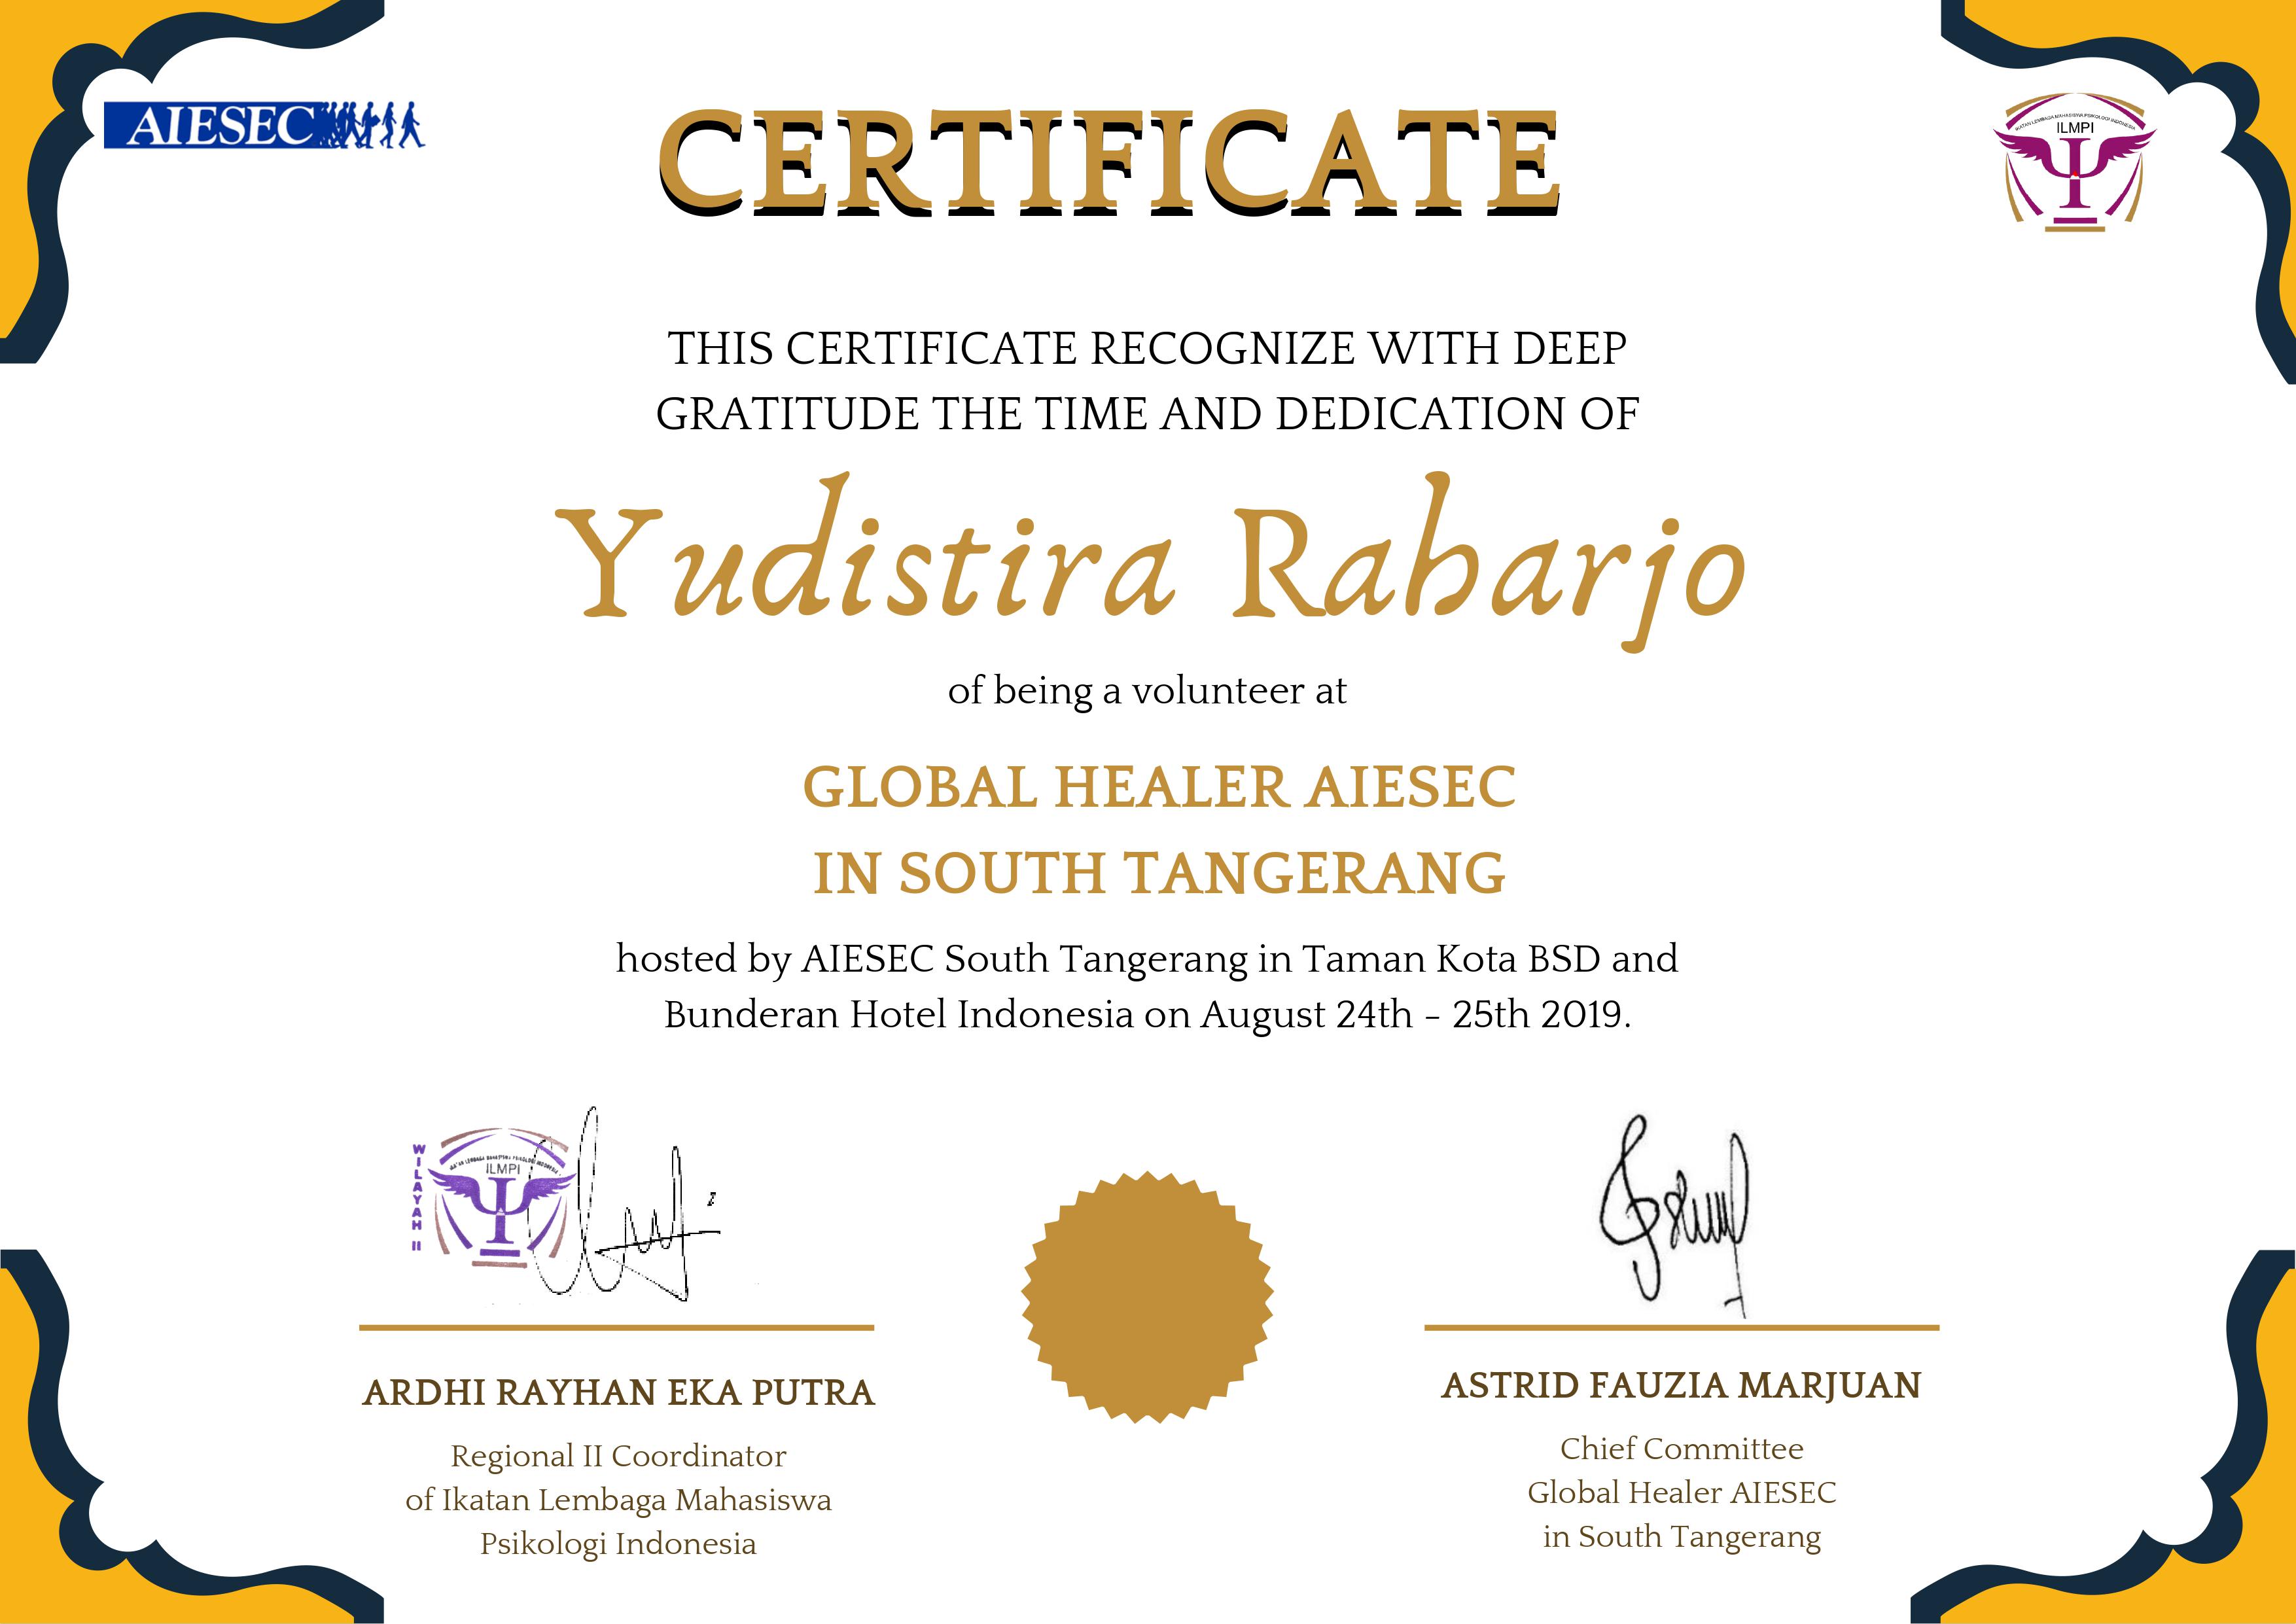 AIESEC
CERTIFICATE
IKATAN LEMBAGA MAHASISWA PSIKOLOGI INDONESIA
ILMPI
THIS CERTIFICATE RECOGNIZE WITH DEEP
GRATITUDE THE TIME AND DEDICATION OF
Yudistira Raharjo
of being a volunteer at
GLOBAL HEALER AIESEC
IN SOUTH TANGERANG
hosted by AIESEC South Tangerang in Taman Kota BSD and
Bunderan Hotel Indonesia on August 24th - 25th 2019.
WILAYAH II
IKATAN LEMBAGA MAHASISWA PSIKOLOGI INDONESIA
ILMPI
ARDHI RAYHAN EKA PUTRA
Regional II Coordinator
of Ikatan Lembaga Mahasiswa
Psikologi Indonesia
ASTRID FAUZIA MARJUAN
Chief Committee
Global Healer AIESEC
in South Tangerang